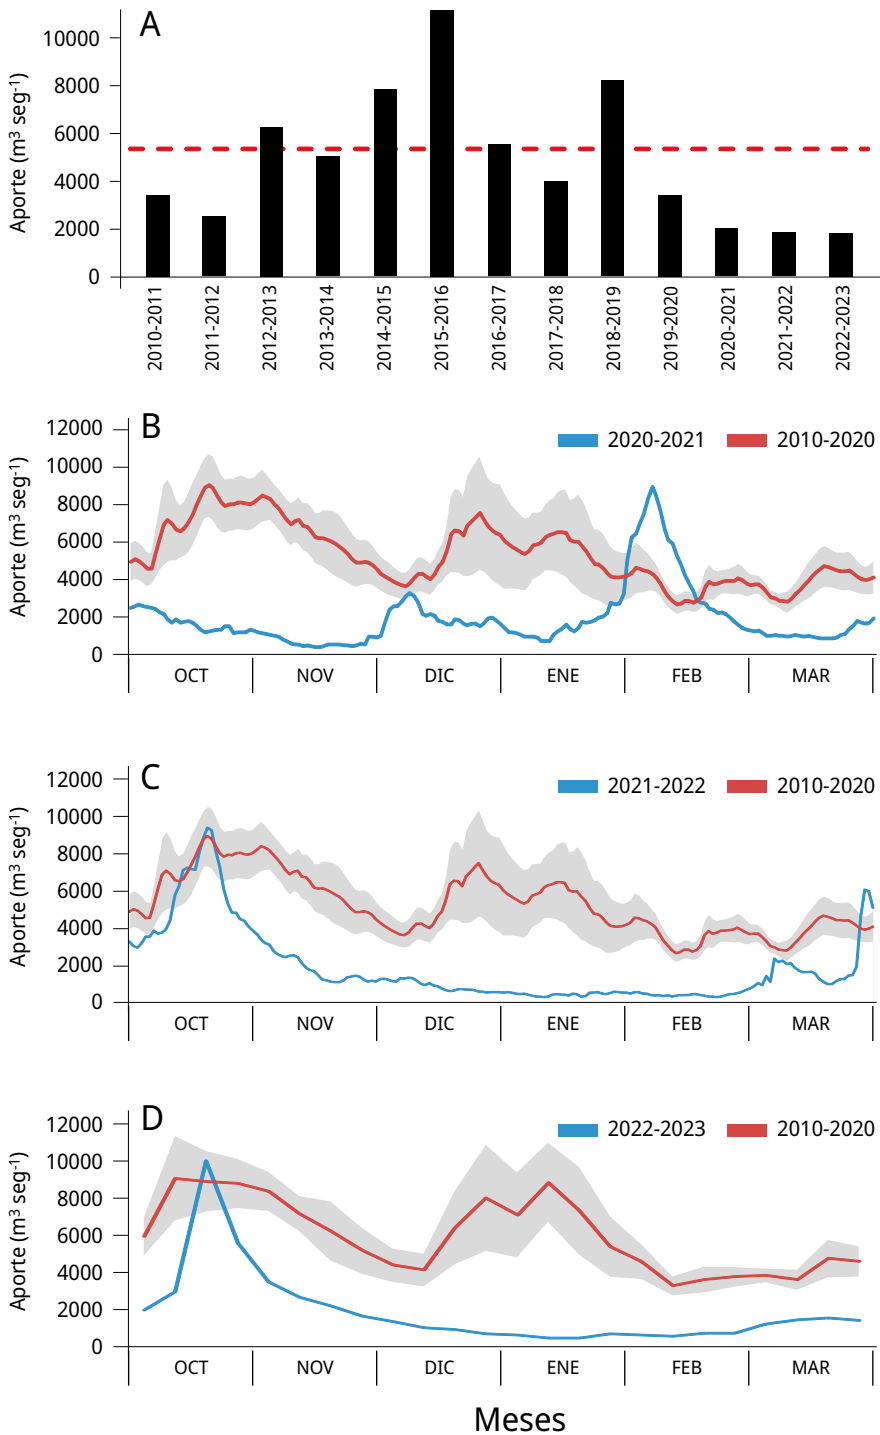 A
Aporte (m³ seg⁻¹)
10000
8000
6000
4000
2000
0
2010-2011
2011-2012
2012-2013
2013-2014
2014-2015
2015-2016
2016-2017
2017-2018
2018-2019
2019-2020
2020-2021
2021-2022
2022-2023
B
2020-2021
2010-2020
Aporte (m³ seg⁻¹)
12000
10000
8000
6000
4000
2000
0
OCT
NOV
DIC
ENE
FEB
MAR
C
2021-2022
2010-2020
Aporte (m³ seg⁻¹)
12000
10000
8000
6000
4000
2000
0
OCT
NOV
DIC
ENE
FEB
MAR
D
2022-2023
2010-2020
Aporte (m³ seg⁻¹)
12000
10000
8000
6000
4000
2000
0
OCT
NOV
DIC
ENE
FEB
MAR
Meses